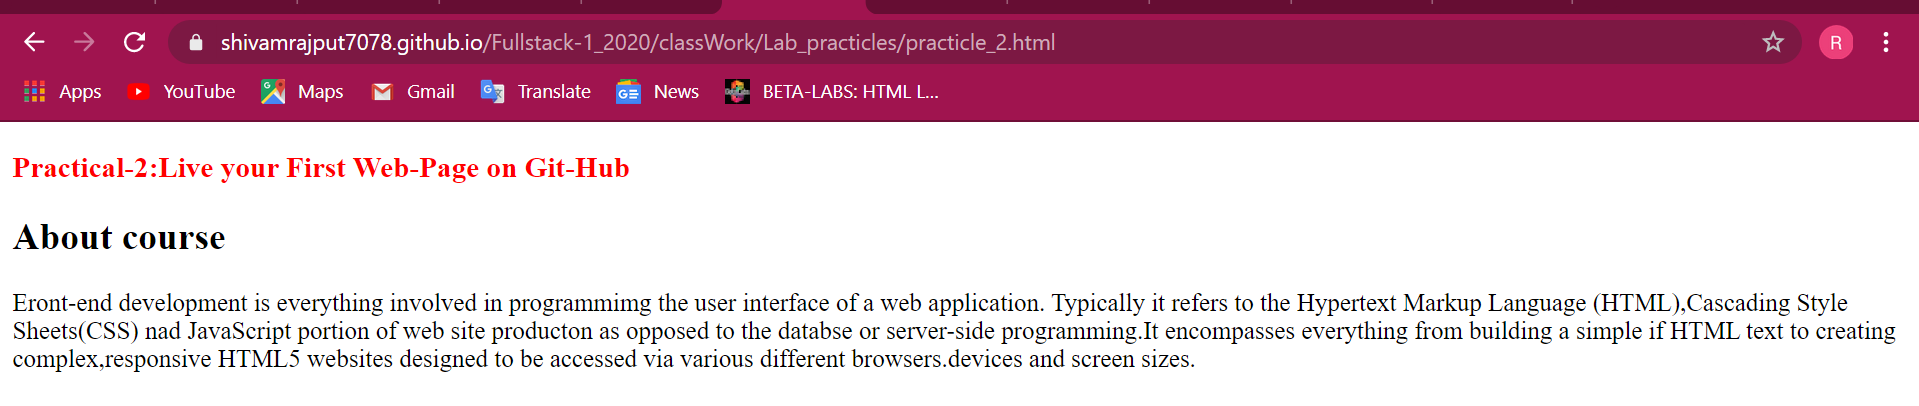 shivamrajput7078.github.io/Fullstack-1_2020/classWork/Lab_practicles/practicle_2.html
R
Apps YouTube Maps Gmail Translate News BETA-LABS: HTML L...
Practical-2:Live your First Web-Page on Git-Hub
About course
Eront-end development is everything involved in programmimg the user interface of a web application. Typically it refers to the Hypertext Markup Language (HTML),Cascading Style
Sheets(CSS) nad JavaScript portion of web site producton as opposed to the databse or server-side programming.It encompasses everything from building a simple if HTML text to creating
complex,responsive HTML5 websites designed to be accessed via various different browsers.devices and screen sizes.